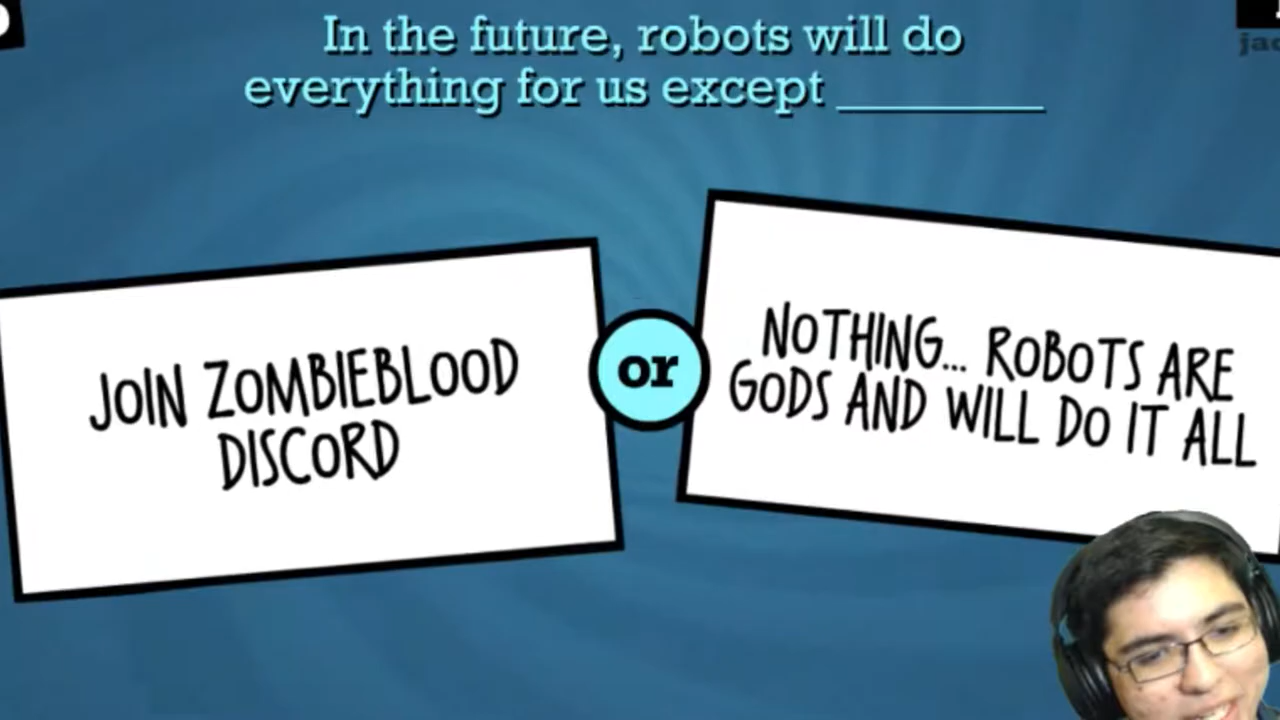 In the future, robots will do
everything for us except ________
JOIN ZOMBIEBLOOD
DISCORD
or
NOTHING... ROBOTS ARE
GODS AND WILL DO IT ALL